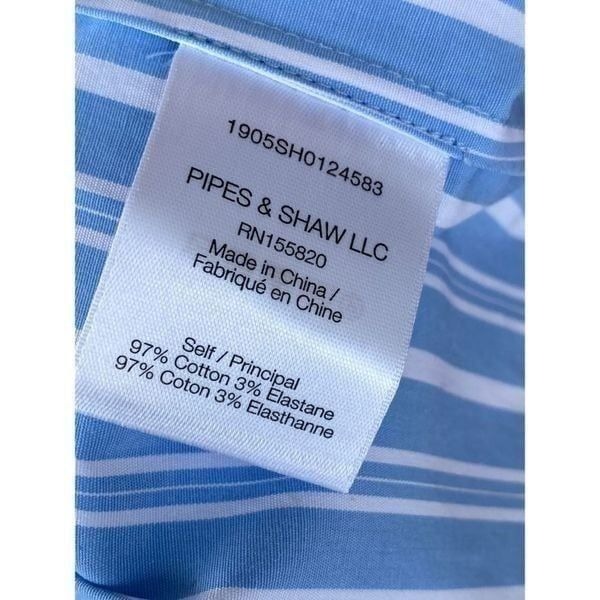 1905SH0124583
PIPES & SHAW LLC
RN155820
Made in China /
Fabriqué en Chine
Self / Principal
97% Cotton 3% Elastane
97% Coton 3% Elasthanne